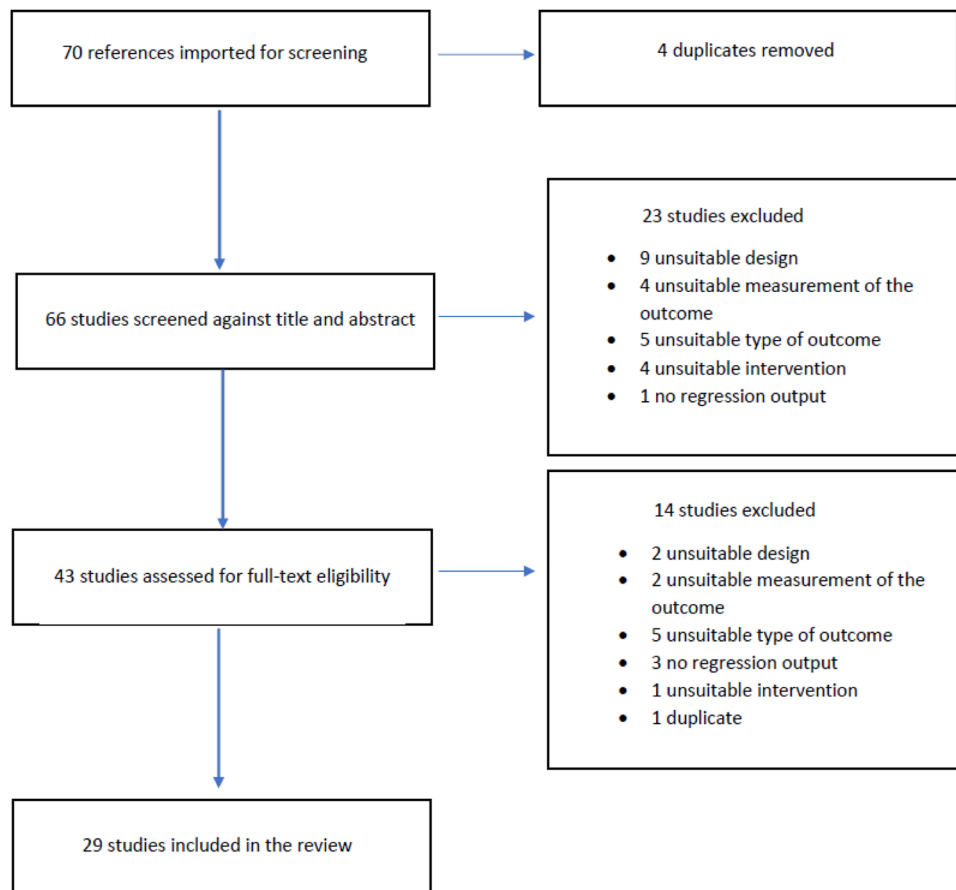 70 references imported for screening
4 duplicates removed
66 studies screened against title and abstract
23 studies excluded
• 9 unsuitable design
• 4 unsuitable measurement of the
outcome
• 5 unsuitable type of outcome
• 4 unsuitable intervention
• 1 no regression output
43 studies assessed for full-text eligibility
14 studies excluded
• 2 unsuitable design
• 2 unsuitable measurement of the
outcome
• 5 unsuitable type of outcome
• 3 no regression output
• 1 unsuitable intervention
• 1 duplicate
29 studies included in the review